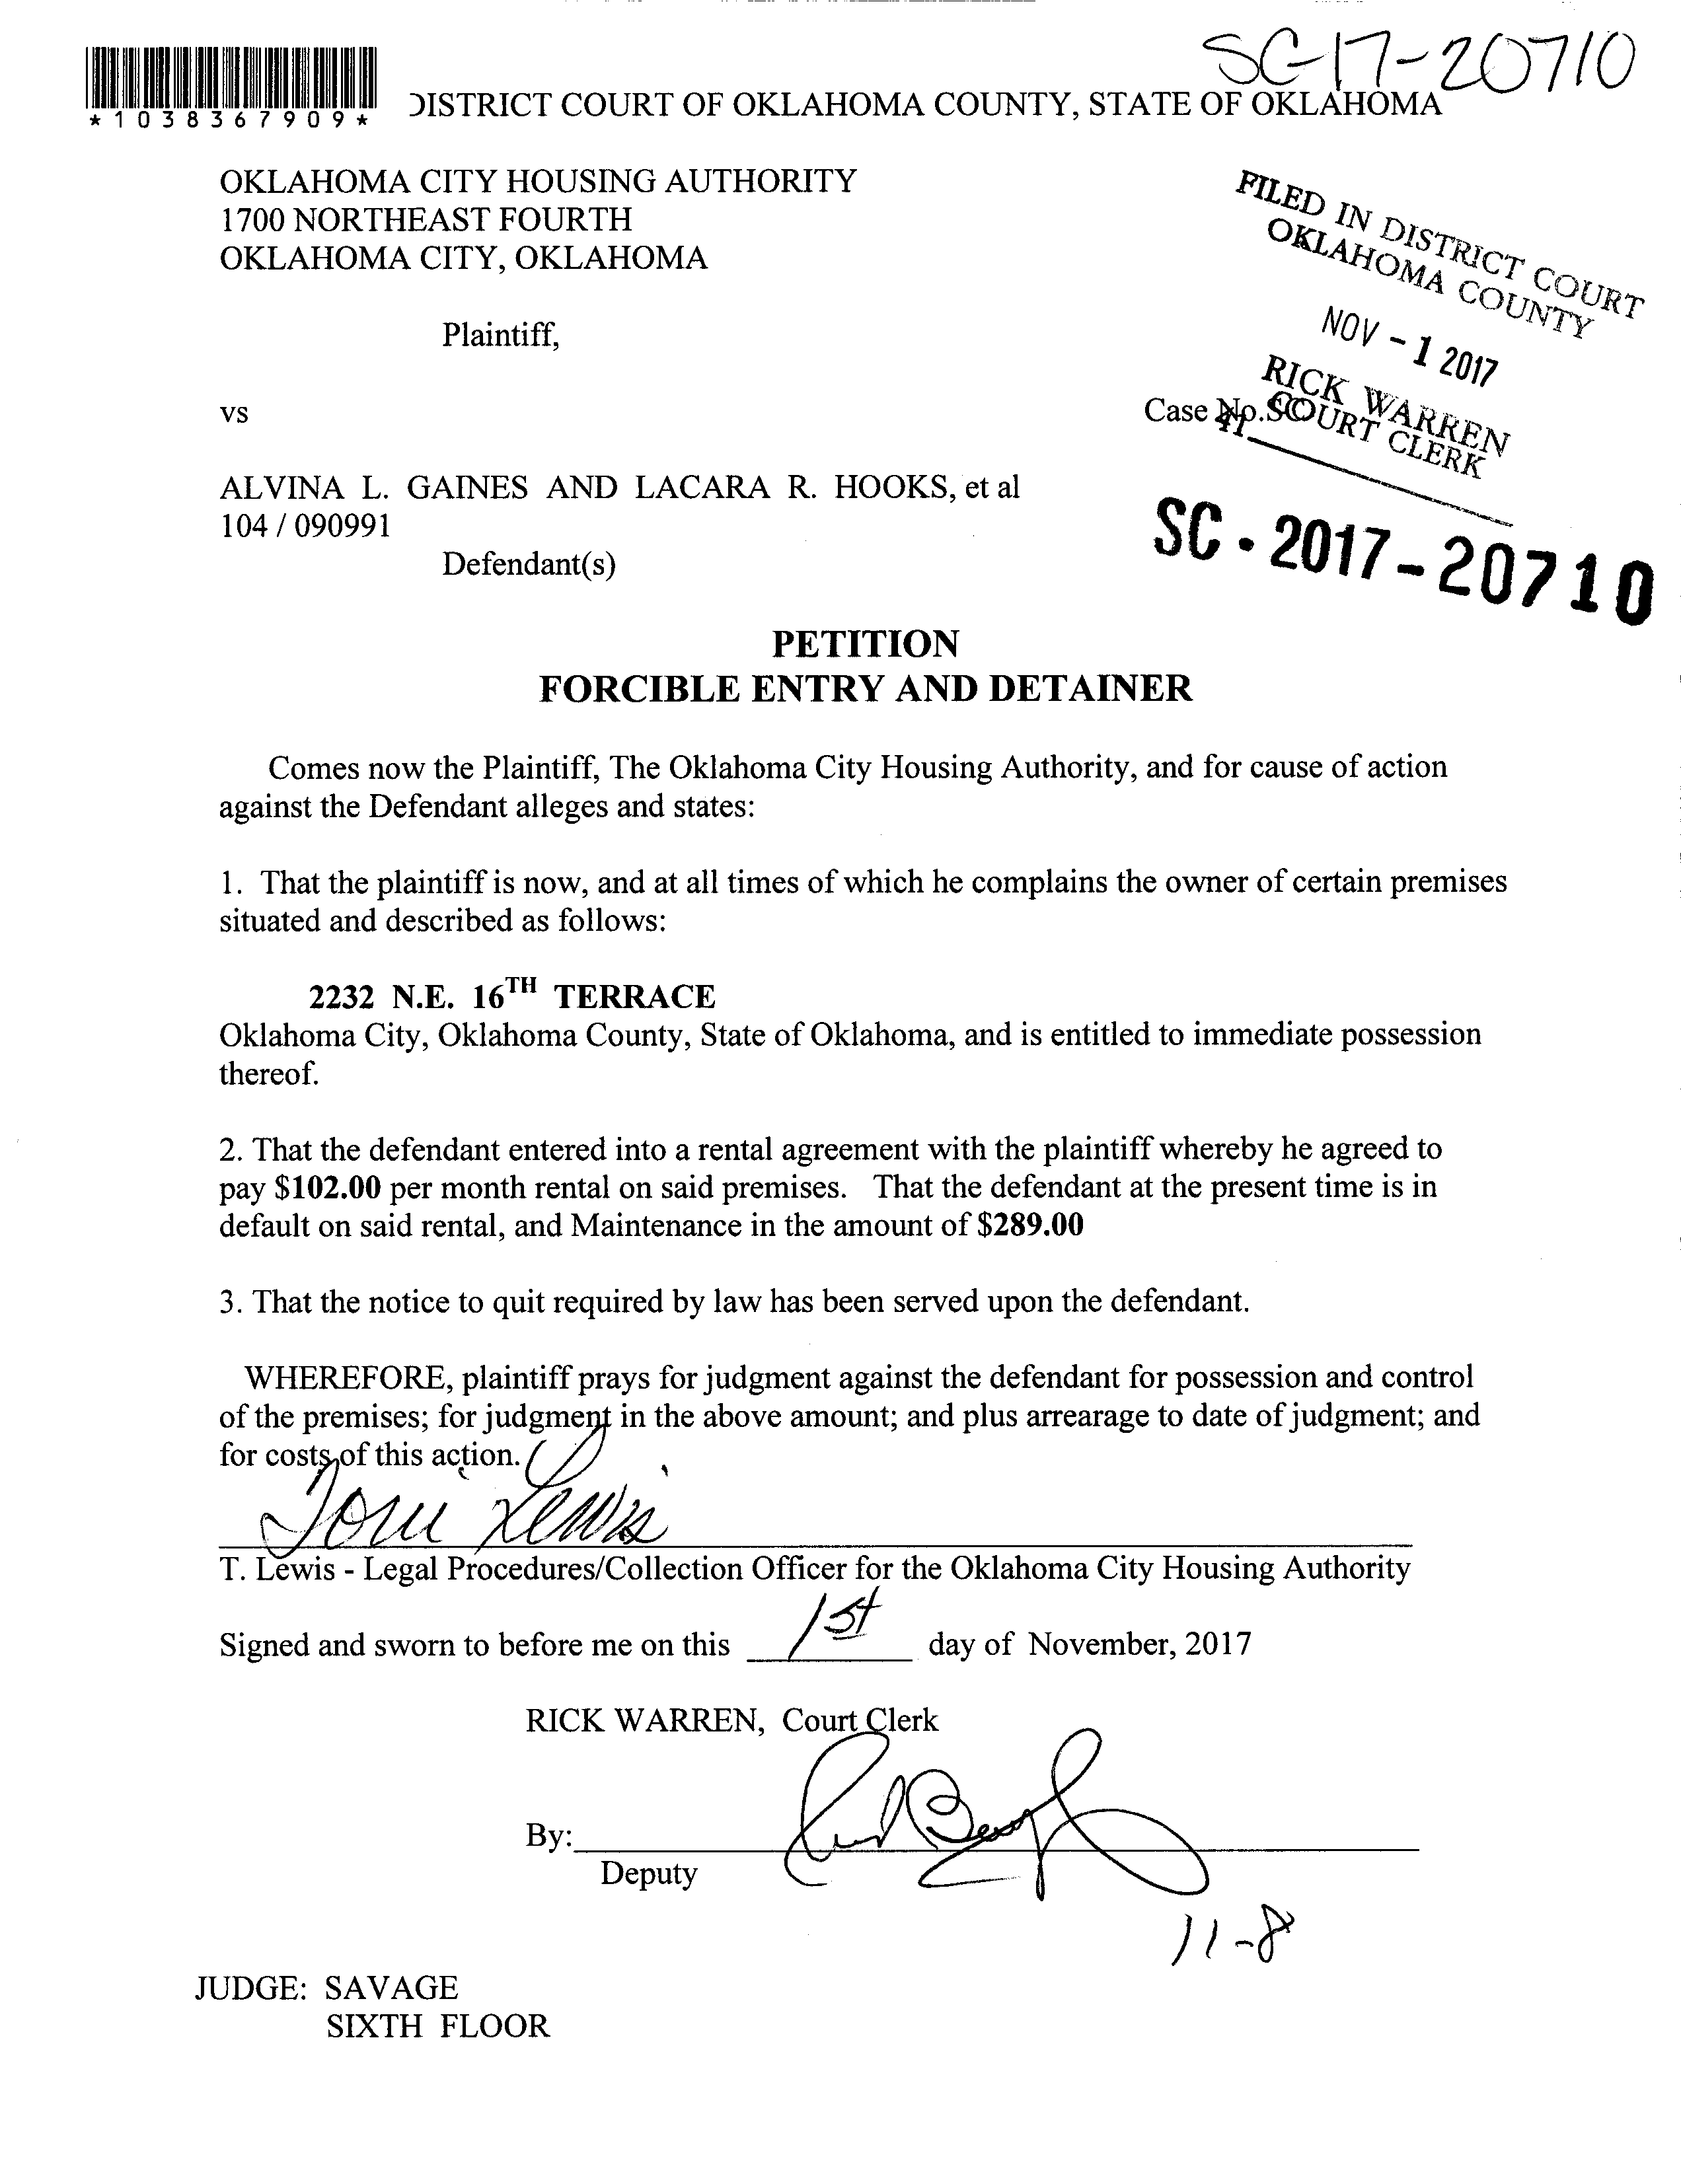 SC-17-20710
*1038367909*
DISTRICT COURT OF OKLAHOMA COUNTY, STATE OF OKLAHOMA
OKLAHOMA CITY HOUSING AUTHORITY
1700 NORTHEAST FOURTH
OKLAHOMA CITY, OKLAHOMA
FILED IN DISTRICT COURT
OKLAHOMA COUNTY
NOV - 1 2017
RICK WARREN
COURT CLERK
41
Plaintiff,
vs
Case No.SC
ALVINA L. GAINES AND LACARA R. HOOKS, et al
104 / 090991
Defendant(s)
SC - 2017 - 20710
PETITION
FORCIBLE ENTRY AND DETAINER
Comes now the Plaintiff, The Oklahoma City Housing Authority, and for cause of action
against the Defendant alleges and states:
1. That the plaintiff is now, and at all times of which he complains the owner of certain premises
situated and described as follows:
2232 N.E. 16TH TERRACE
Oklahoma City, Oklahoma County, State of Oklahoma, and is entitled to immediate possession
thereof.
2. That the defendant entered into a rental agreement with the plaintiff whereby he agreed to
pay $102.00 per month rental on said premises. That the defendant at the present time is in
default on said rental, and Maintenance in the amount of $289.00
3. That the notice to quit required by law has been served upon the defendant.
WHEREFORE, plaintiff prays for judgment against the defendant for possession and control
of the premises; for judgment in the above amount; and plus arrearage to date of judgment; and
for costs of this action.
Toni Lewis
T. Lewis - Legal Procedures/Collection Officer for the Oklahoma City Housing Authority
Signed and sworn to before me on this 1st day of November, 2017
RICK WARREN, Court Clerk
By:
Deputy
11-8
JUDGE: SAVAGE
SIXTH FLOOR